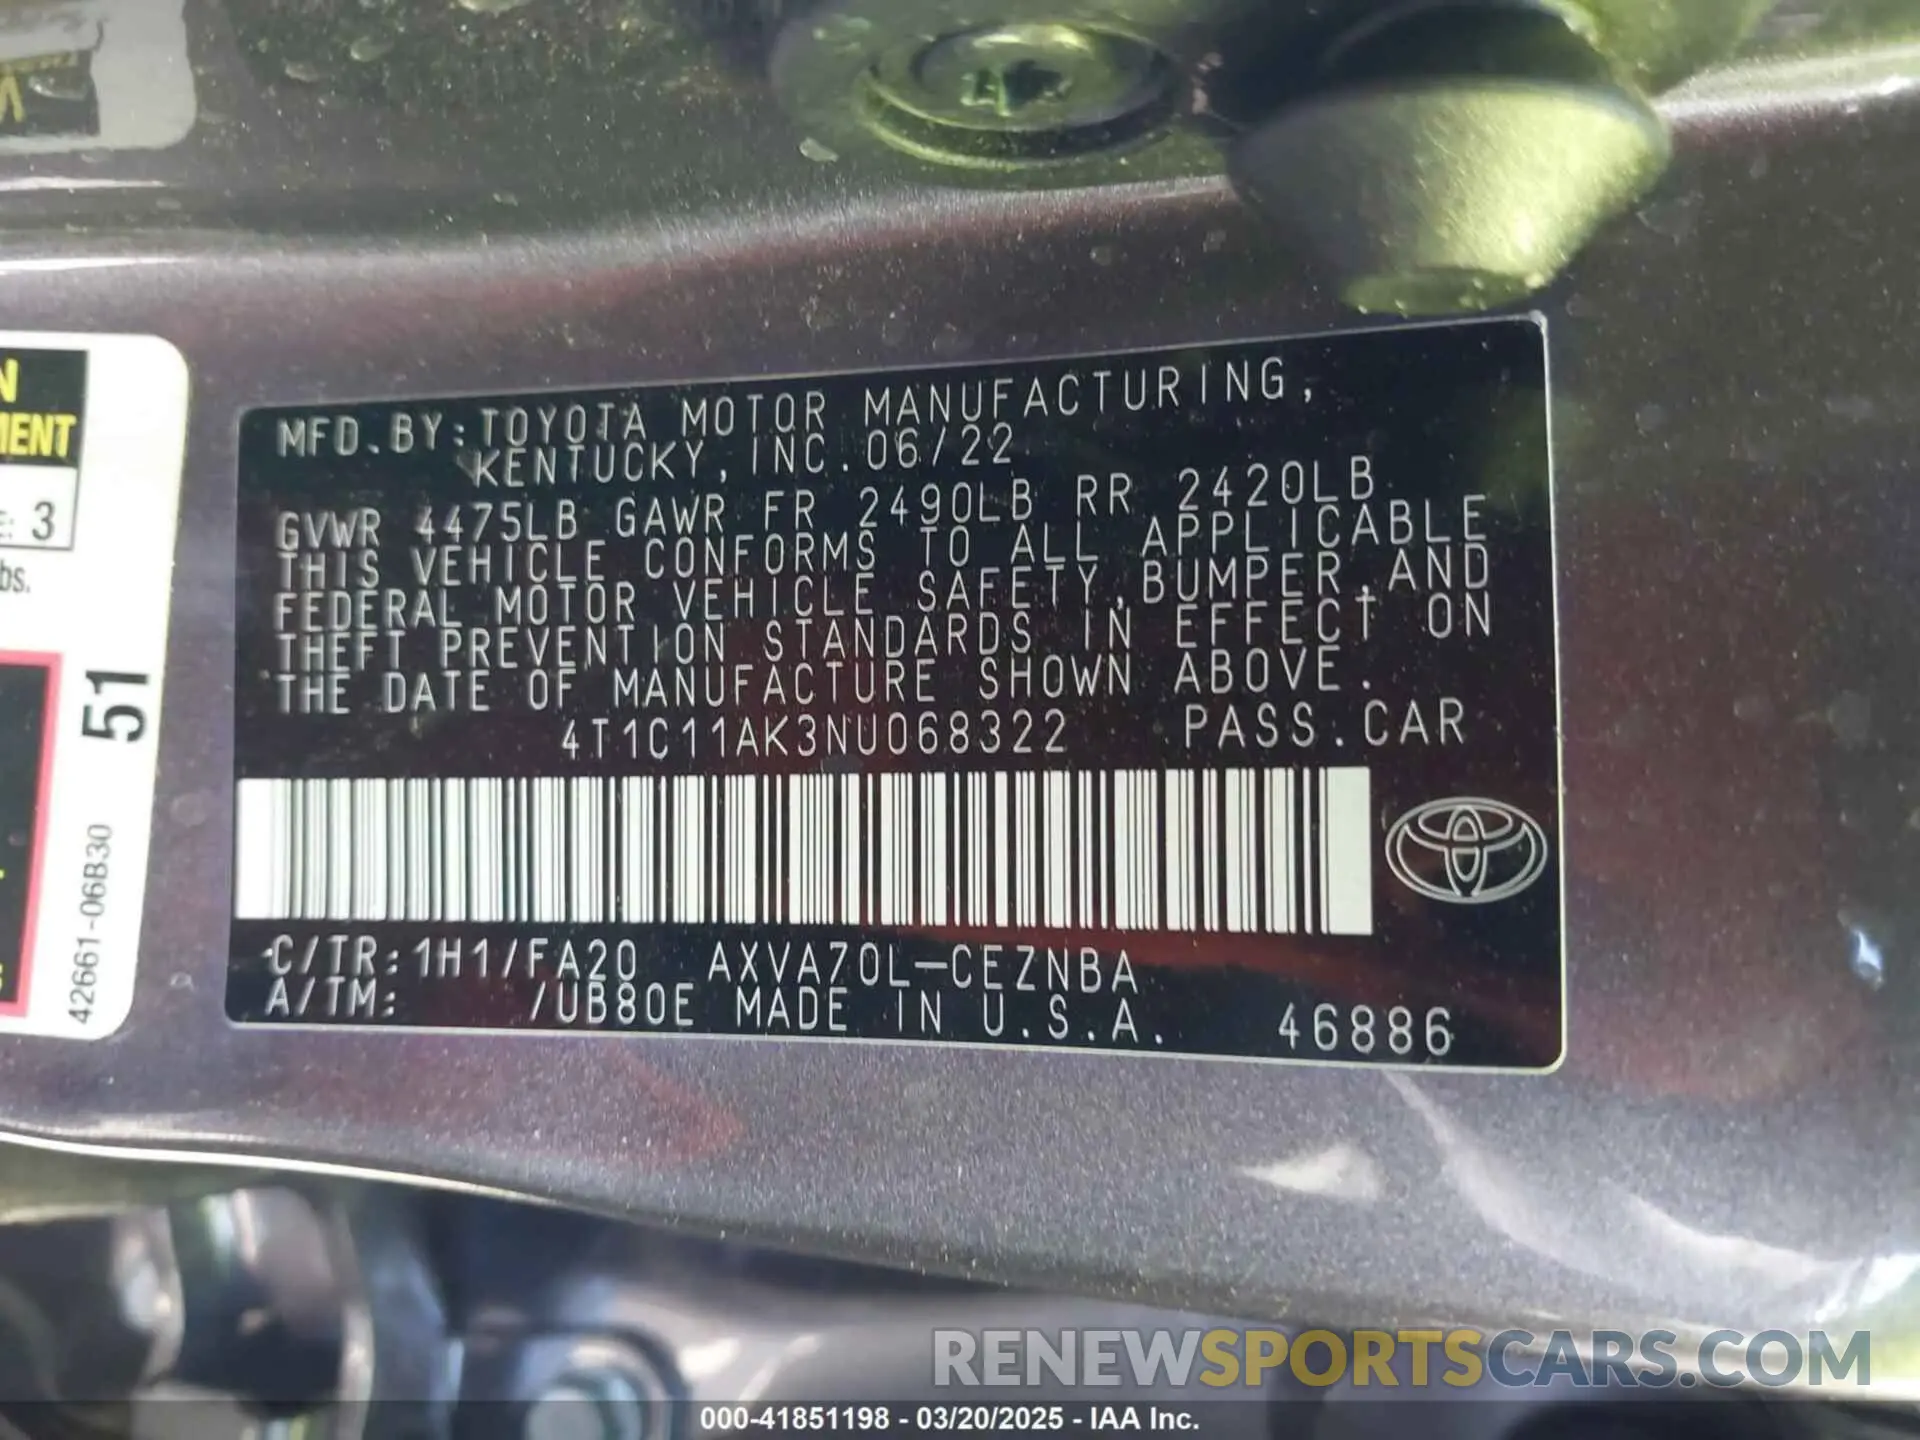 N
MENT
E: 3
bs.
51
42661-06B30
MFD.BY:TOYOTA MOTOR MANUFACTURING,
KENTUCKY,INC.06/22
GVWR 4475LB GAWR FR 2490LB RR 2420LB
THIS VEHICLE CONFORMS TO ALL APPLICABLE
FEDERAL MOTOR VEHICLE SAFETY,BUMPER,AND
THEFT PREVENTION STANDARDS IN EFFECT ON
THE DATE OF MANUFACTURE SHOWN ABOVE.
4T1C11AK3NU068322 PASS.CAR
C/TR:1H1/FA20 AXVA70L-CEZNBA
A/TM: /UB80E MADE IN U.S.A. 46886
RENEWSPORTSCARS.COM
000-41851198 - 03/20/2025 - IAA Inc.